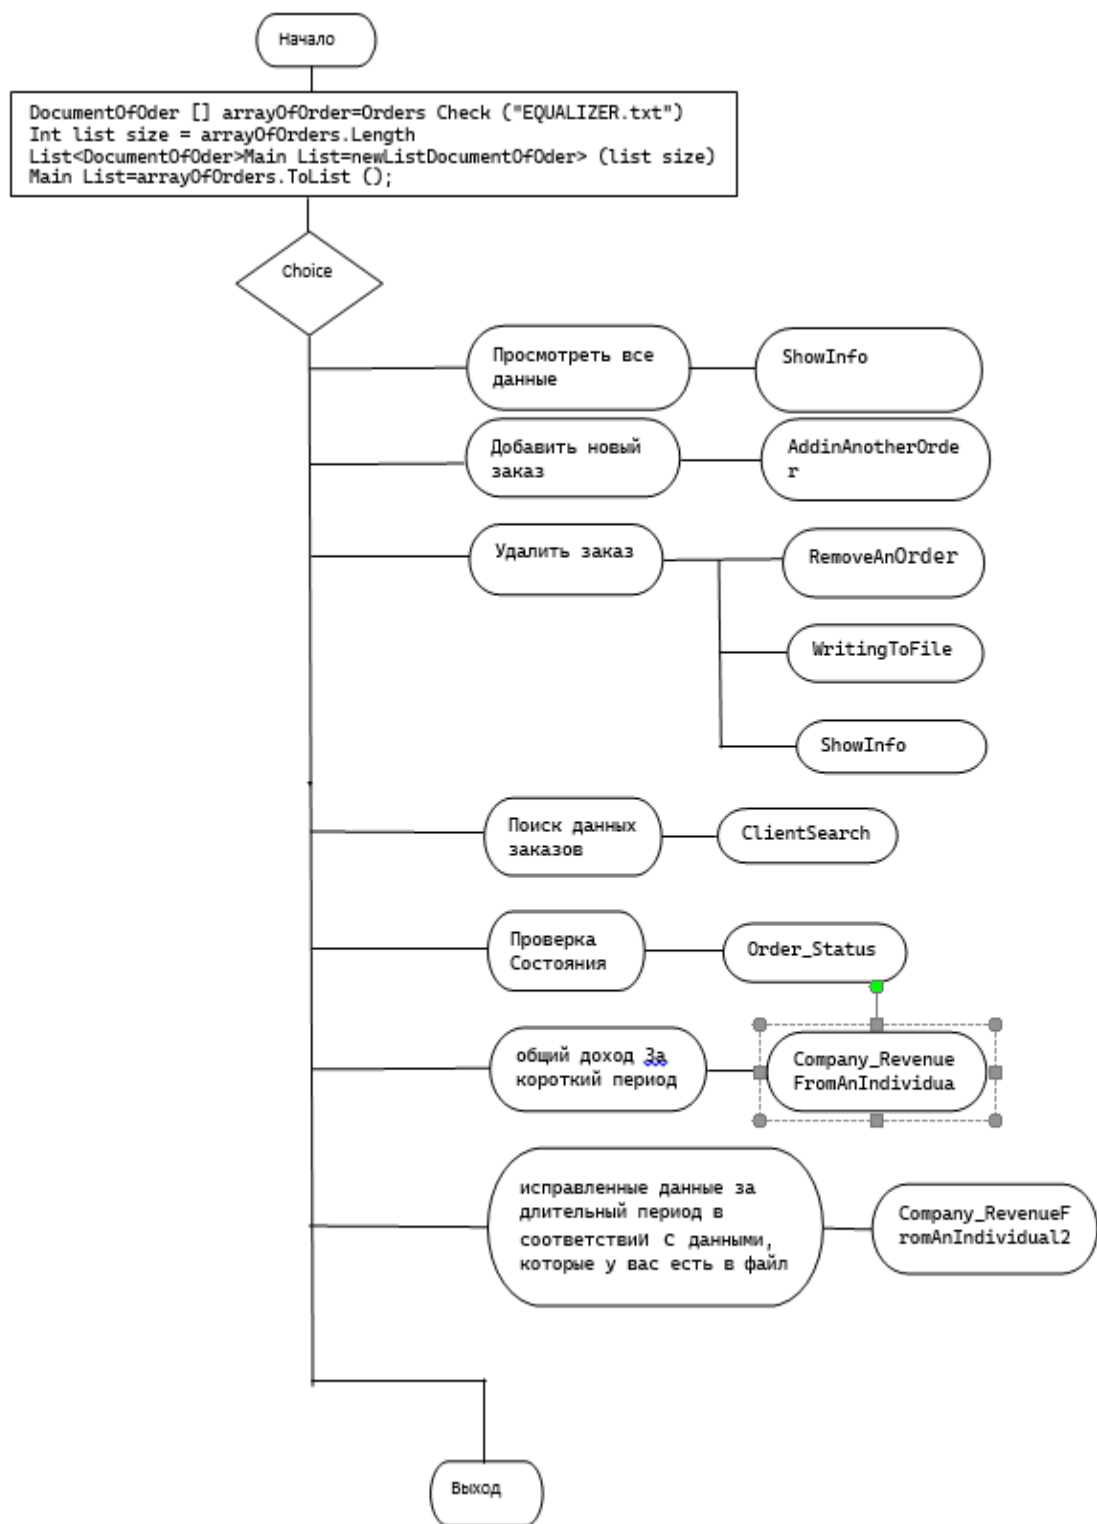 Начало
DocumentOfOder [] arrayOfOrder=Orders Check ("EQUALIZER.txt")
Int list size = arrayOfOrders.Length
List<DocumentOfOder>Main List=newListDocumentOfOder> (list size)
Main List=arrayOfOrders.ToList ();
Choice
Просмотреть все
данные
ShowInfo
Добавить новый
заказ
AddinAnotherOrde
r
Удалить заказ
RemoveAnOrder
WritingToFile
ShowInfo
Поиск данных
заказов
ClientSearch
Проверка
Состояния
Order_Status
общий доход За
короткий период
Company_Revenue
FromAnIndividua
исправленные данные за
длительный период в
соответствий С данными,
которые у вас есть в файл
Company_RevenueF
romAnIndividual2
Выход